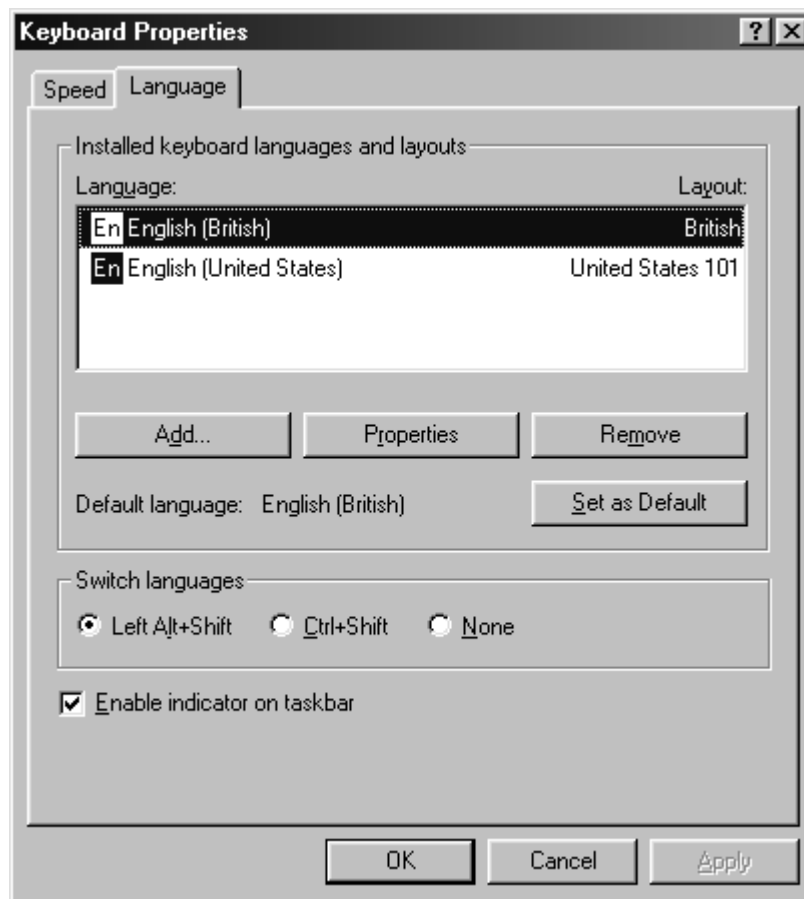 Keyboard Properties
Speed Language
Installed keyboard languages and layouts
Language: Layout:
En English (British) British
En English (United States) United States 101
Add... Properties Remove
Default language: English (British) Set as Default
Switch languages
Left Alt+Shift Ctrl+Shift None
Enable indicator on taskbar
OK Cancel Apply